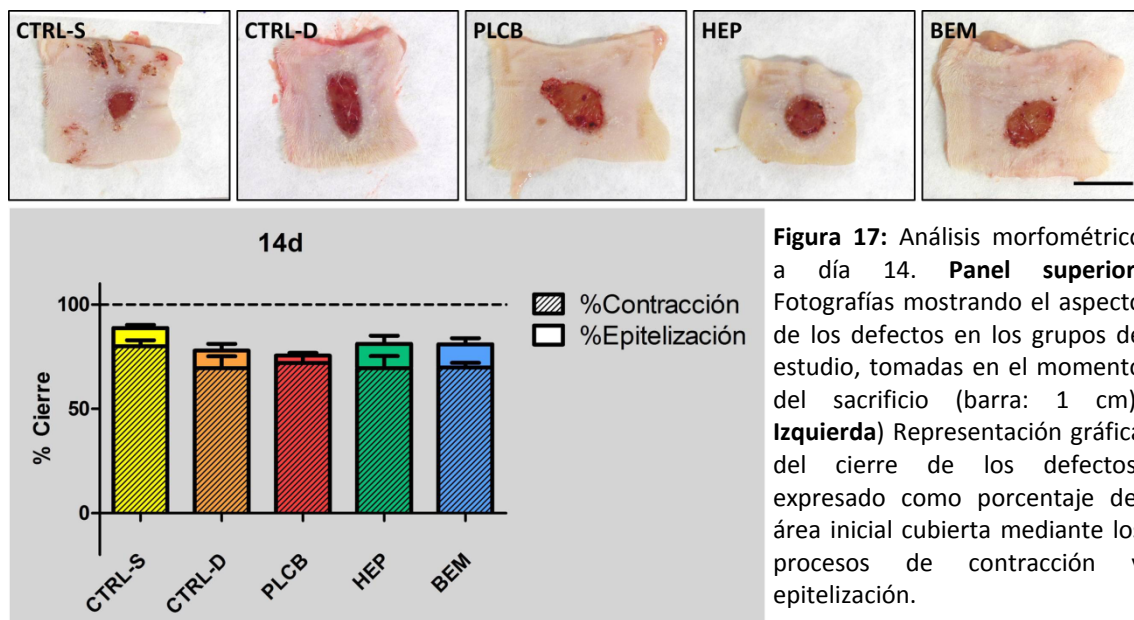 CTRL-S
CTRL-D
PLCB
HEP
BEM
14d
100
50
0
% Cierre
%Contracción
%Epitelización
CTRL-S
CTRL-D
PLCB
HEP
BEM
Figura 17: Análisis morfométrico
a día 14. Panel superior
Fotografías mostrando el aspecto
de los defectos en los grupos de
estudio, tomadas en el momento
del sacrificio (barra: 1 cm)
Izquierda) Representación gráfica
del cierre de los defectos
expresado como porcentaje de
área inicial cubierta mediante lo
procesos de contracción y
epitelización.